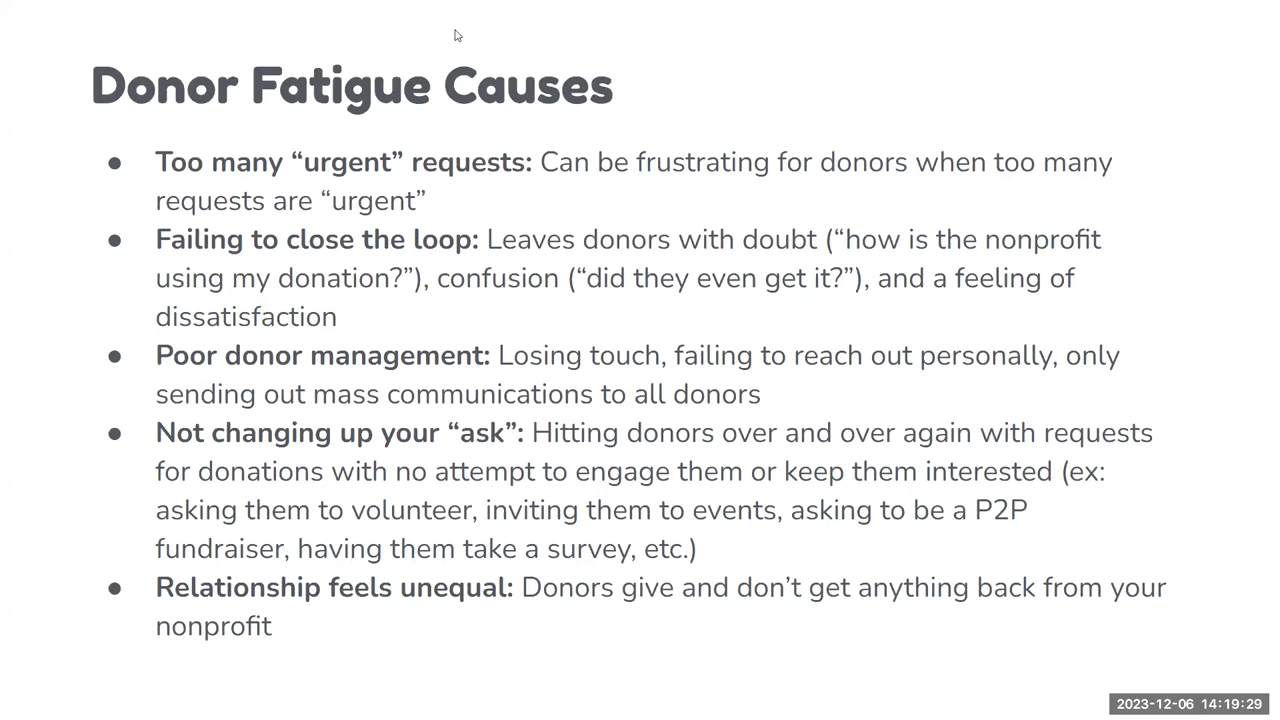 Donor Fatigue Causes
● Too many “urgent” requests: Can be frustrating for donors when too many
requests are “urgent”
● Failing to close the loop: Leaves donors with doubt (“how is the nonprofit
using my donation?”), confusion (“did they even get it?”), and a feeling of
dissatisfaction
● Poor donor management: Losing touch, failing to reach out personally, only
sending out mass communications to all donors
● Not changing up your “ask”: Hitting donors over and over again with requests
for donations with no attempt to engage them or keep them interested (ex:
asking them to volunteer, inviting them to events, asking to be a P2P
fundraiser, having them take a survey, etc.)
● Relationship feels unequal: Donors give and don’t get anything back from your
nonprofit
2023-12-06 14:19:29